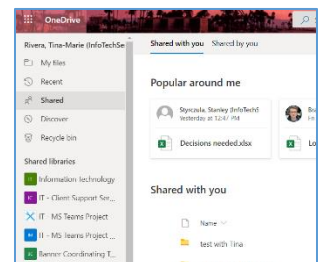 OneDrive
Rivera, Tina-Marie (InfoTechSe
My files
Recent
Shared
Discover
Recycle bin
Shared libraries
Information Technology
IT - Client Support Ser...
IT - MS Teams Project
IT - MS Teams Project ...
Banner Coordinating T...
Shared with you Shared by you
Popular around me
Styczula, Stanley (InfoTechS
Yesterday at 12:47 PM
Decisions needed.xlsx
Shared with you
Name
test with Tina